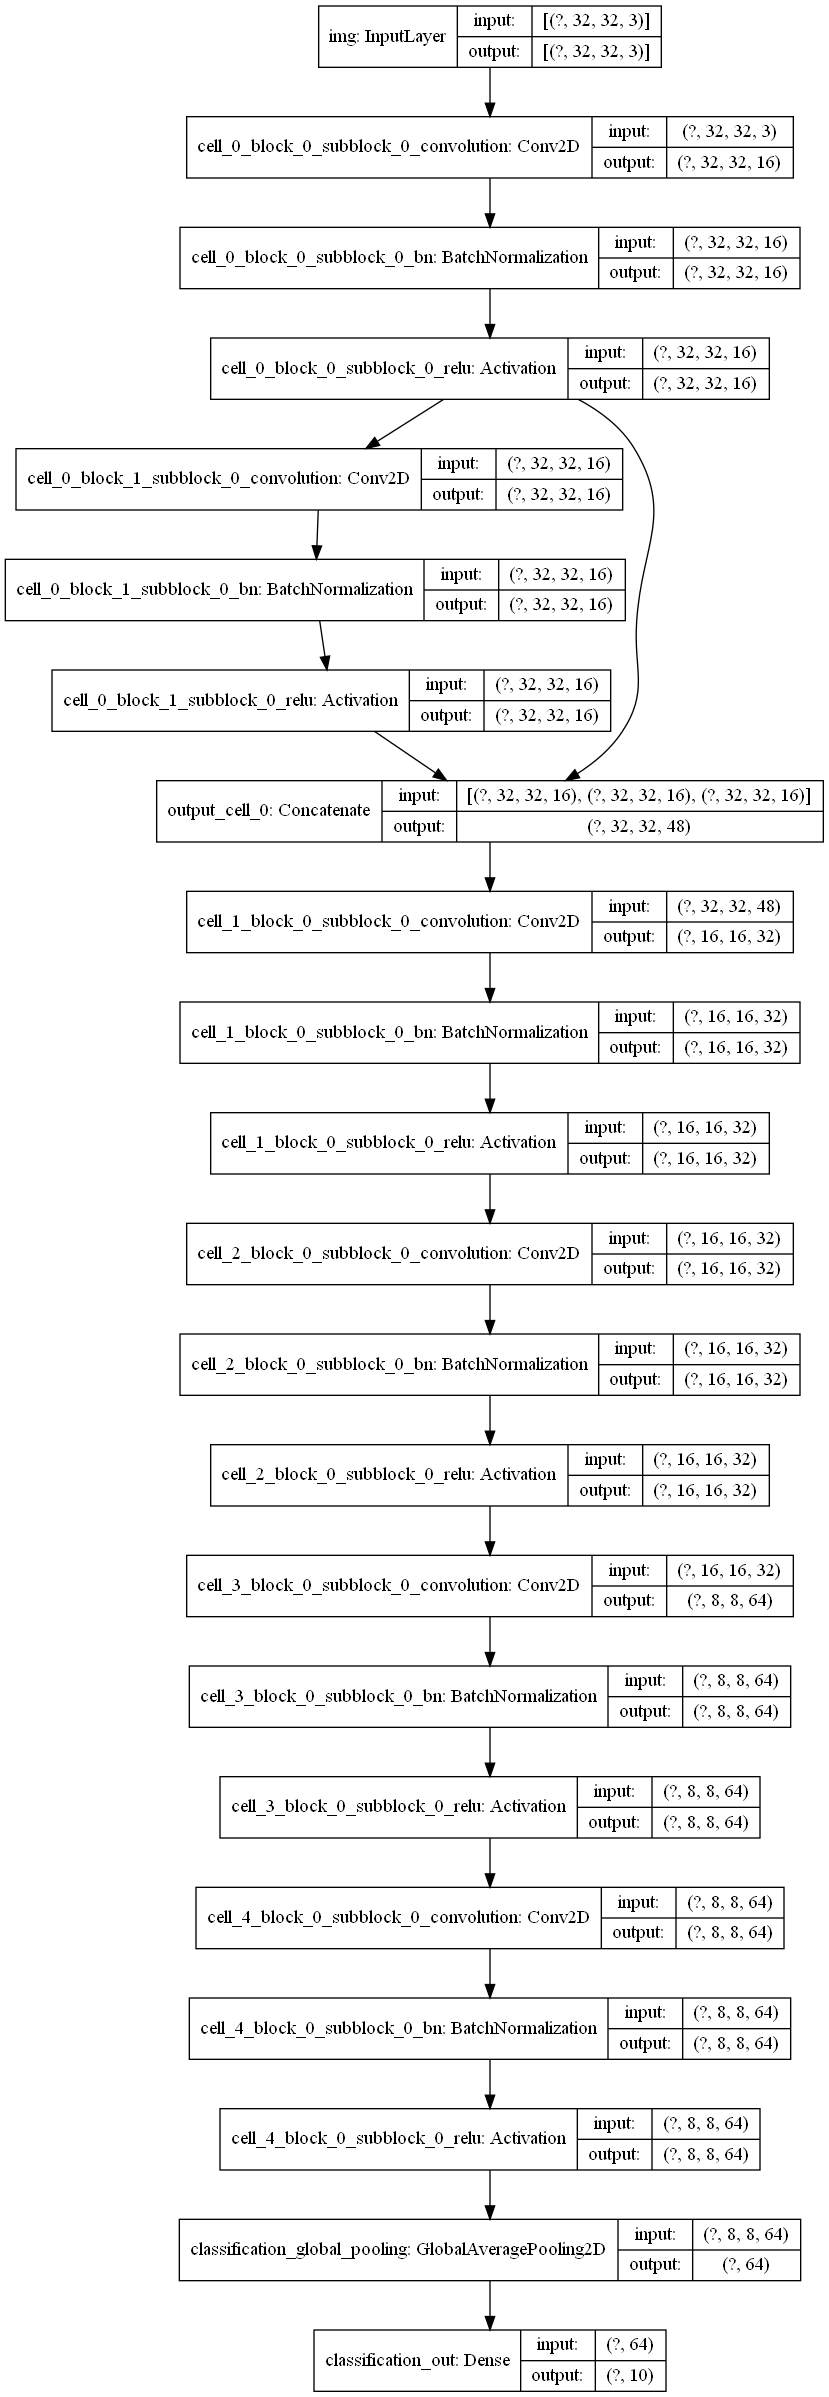 img: InputLayer
input: [(?, 32, 32, 3)]
output: [(?, 32, 32, 3)]
cell_0_block_0_subblock_0_convolution: Conv2D
input: (?, 32, 32, 3)
output: (?, 32, 32, 16)
cell_0_block_0_subblock_0_bn: BatchNormalization
input: (?, 32, 32, 16)
output: (?, 32, 32, 16)
cell_0_block_0_subblock_0_relu: Activation
input: (?, 32, 32, 16)
output: (?, 32, 32, 16)
cell_0_block_1_subblock_0_convolution: Conv2D
input: (?, 32, 32, 16)
output: (?, 32, 32, 16)
cell_0_block_1_subblock_0_bn: BatchNormalization
input: (?, 32, 32, 16)
output: (?, 32, 32, 16)
cell_0_block_1_subblock_0_relu: Activation
input: (?, 32, 32, 16)
output: (?, 32, 32, 16)
output_cell_0: Concatenate
input: [(?, 32, 32, 16), (?, 32, 32, 16), (?, 32, 32, 16)]
output: (?, 32, 32, 48)
cell_1_block_0_subblock_0_convolution: Conv2D
input: (?, 32, 32, 48)
output: (?, 16, 16, 32)
cell_1_block_0_subblock_0_bn: BatchNormalization
input: (?, 16, 16, 32)
output: (?, 16, 16, 32)
cell_1_block_0_subblock_0_relu: Activation
input: (?, 16, 16, 32)
output: (?, 16, 16, 32)
cell_2_block_0_subblock_0_convolution: Conv2D
input: (?, 16, 16, 32)
output: (?, 16, 16, 32)
cell_2_block_0_subblock_0_bn: BatchNormalization
input: (?, 16, 16, 32)
output: (?, 16, 16, 32)
cell_2_block_0_subblock_0_relu: Activation
input: (?, 16, 16, 32)
output: (?, 16, 16, 32)
cell_3_block_0_subblock_0_convolution: Conv2D
input: (?, 16, 16, 32)
output: (?, 8, 8, 64)
cell_3_block_0_subblock_0_bn: BatchNormalization
input: (?, 8, 8, 64)
output: (?, 8, 8, 64)
cell_3_block_0_subblock_0_relu: Activation
input: (?, 8, 8, 64)
output: (?, 8, 8, 64)
cell_4_block_0_subblock_0_convolution: Conv2D
input: (?, 8, 8, 64)
output: (?, 8, 8, 64)
cell_4_block_0_subblock_0_bn: BatchNormalization
input: (?, 8, 8, 64)
output: (?, 8, 8, 64)
cell_4_block_0_subblock_0_relu: Activation
input: (?, 8, 8, 64)
output: (?, 8, 8, 64)
classification_global_pooling: GlobalAveragePooling2D
input: (?, 8, 8, 64)
output: (?, 64)
classification_out: Dense
input: (?, 64)
output: (?, 10)